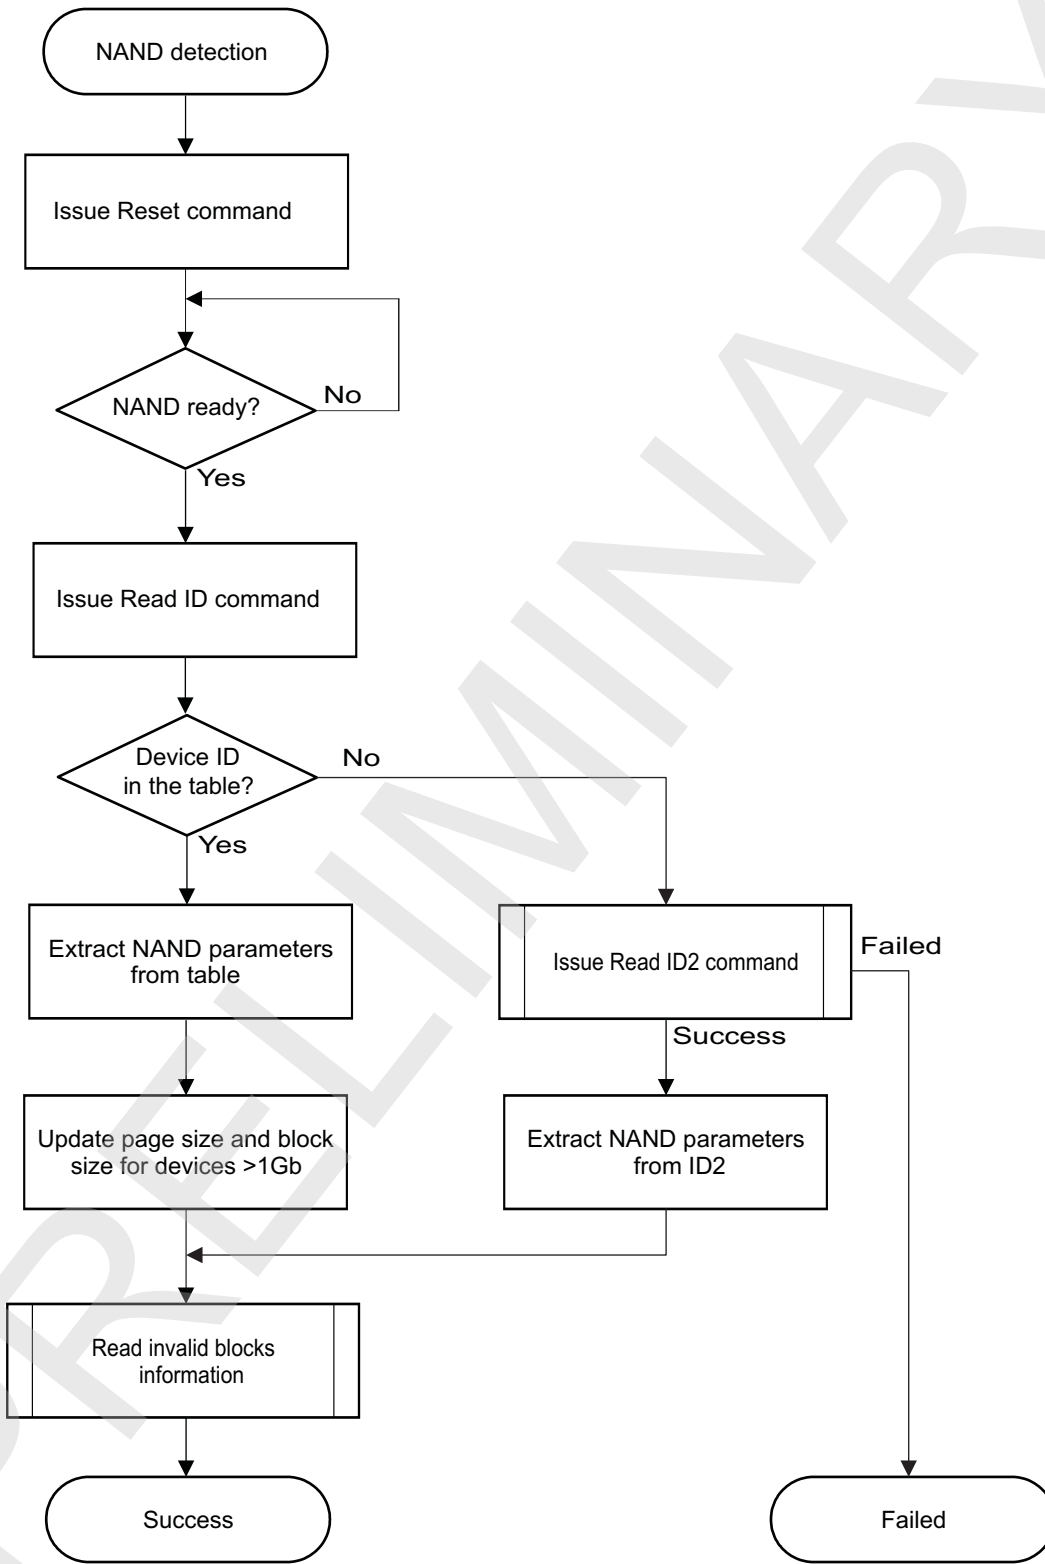 NAND detection
Issue Reset command
NAND ready?
No
Yes
Issue Read ID command
Device ID
in the table?
No
Yes
Extract NAND parameters
from table
Issue Read ID2 command
Failed
Success
Update page size and block
size for devices >1Gb
Extract NAND parameters
from ID2
Read invalid blocks
information
Success
Failed
PRELIMINARY